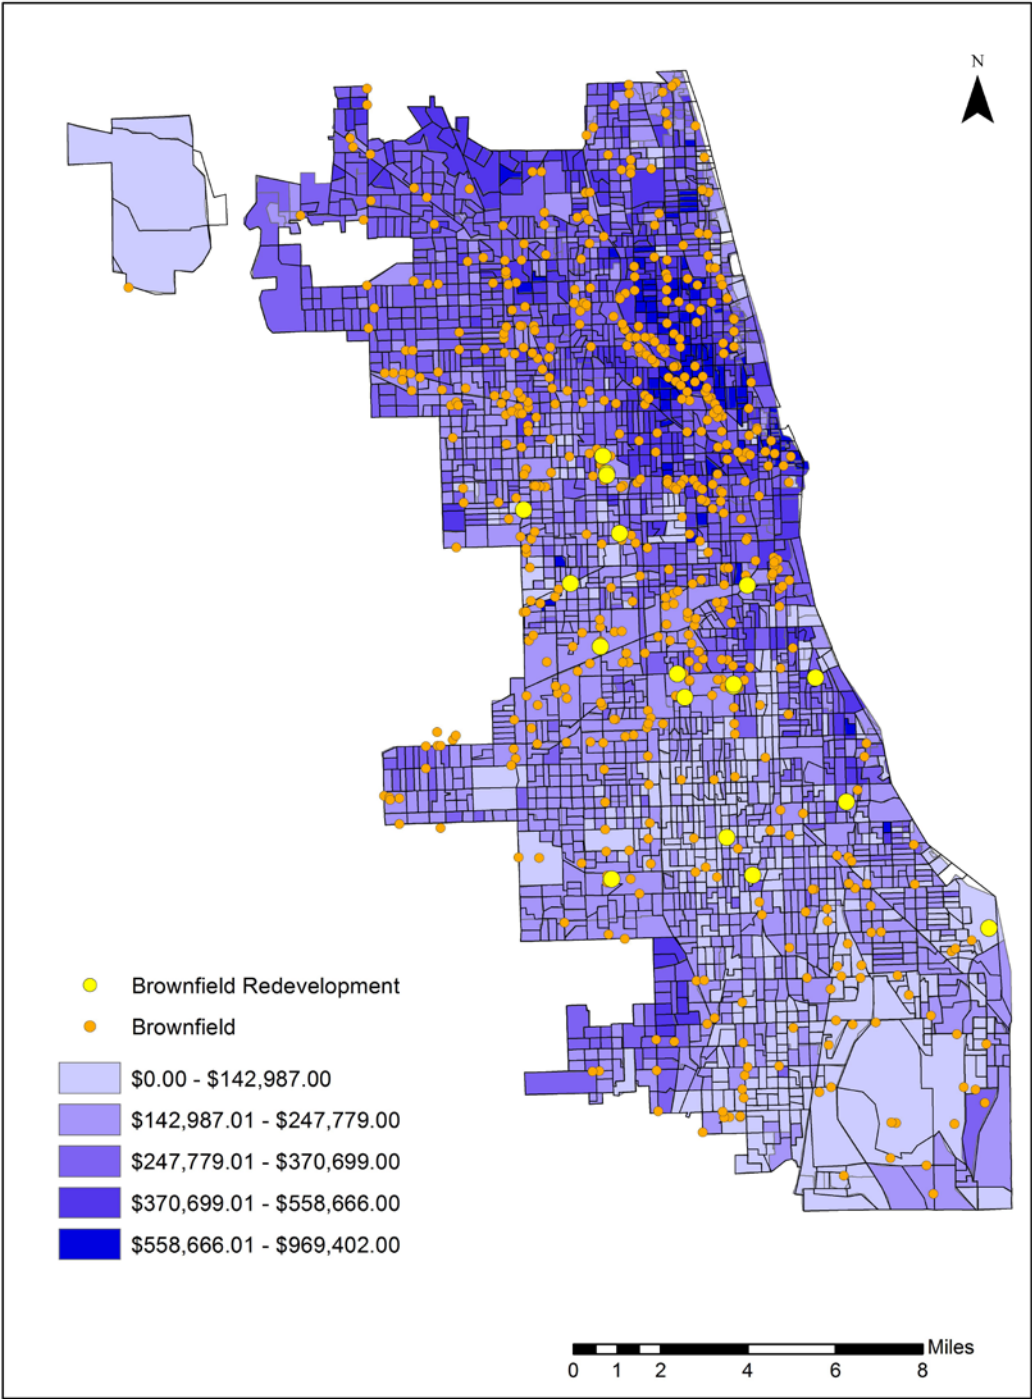 N
Brownfield Redevelopment
Brownfield
$0.00 - $142,987.00
$142,987.01 - $247,779.00
$247,779.01 - $370,699.00
$370,699.01 - $558,666.00
$558,666.01 - $969,402.00
Miles
0 1 2 4 6 8